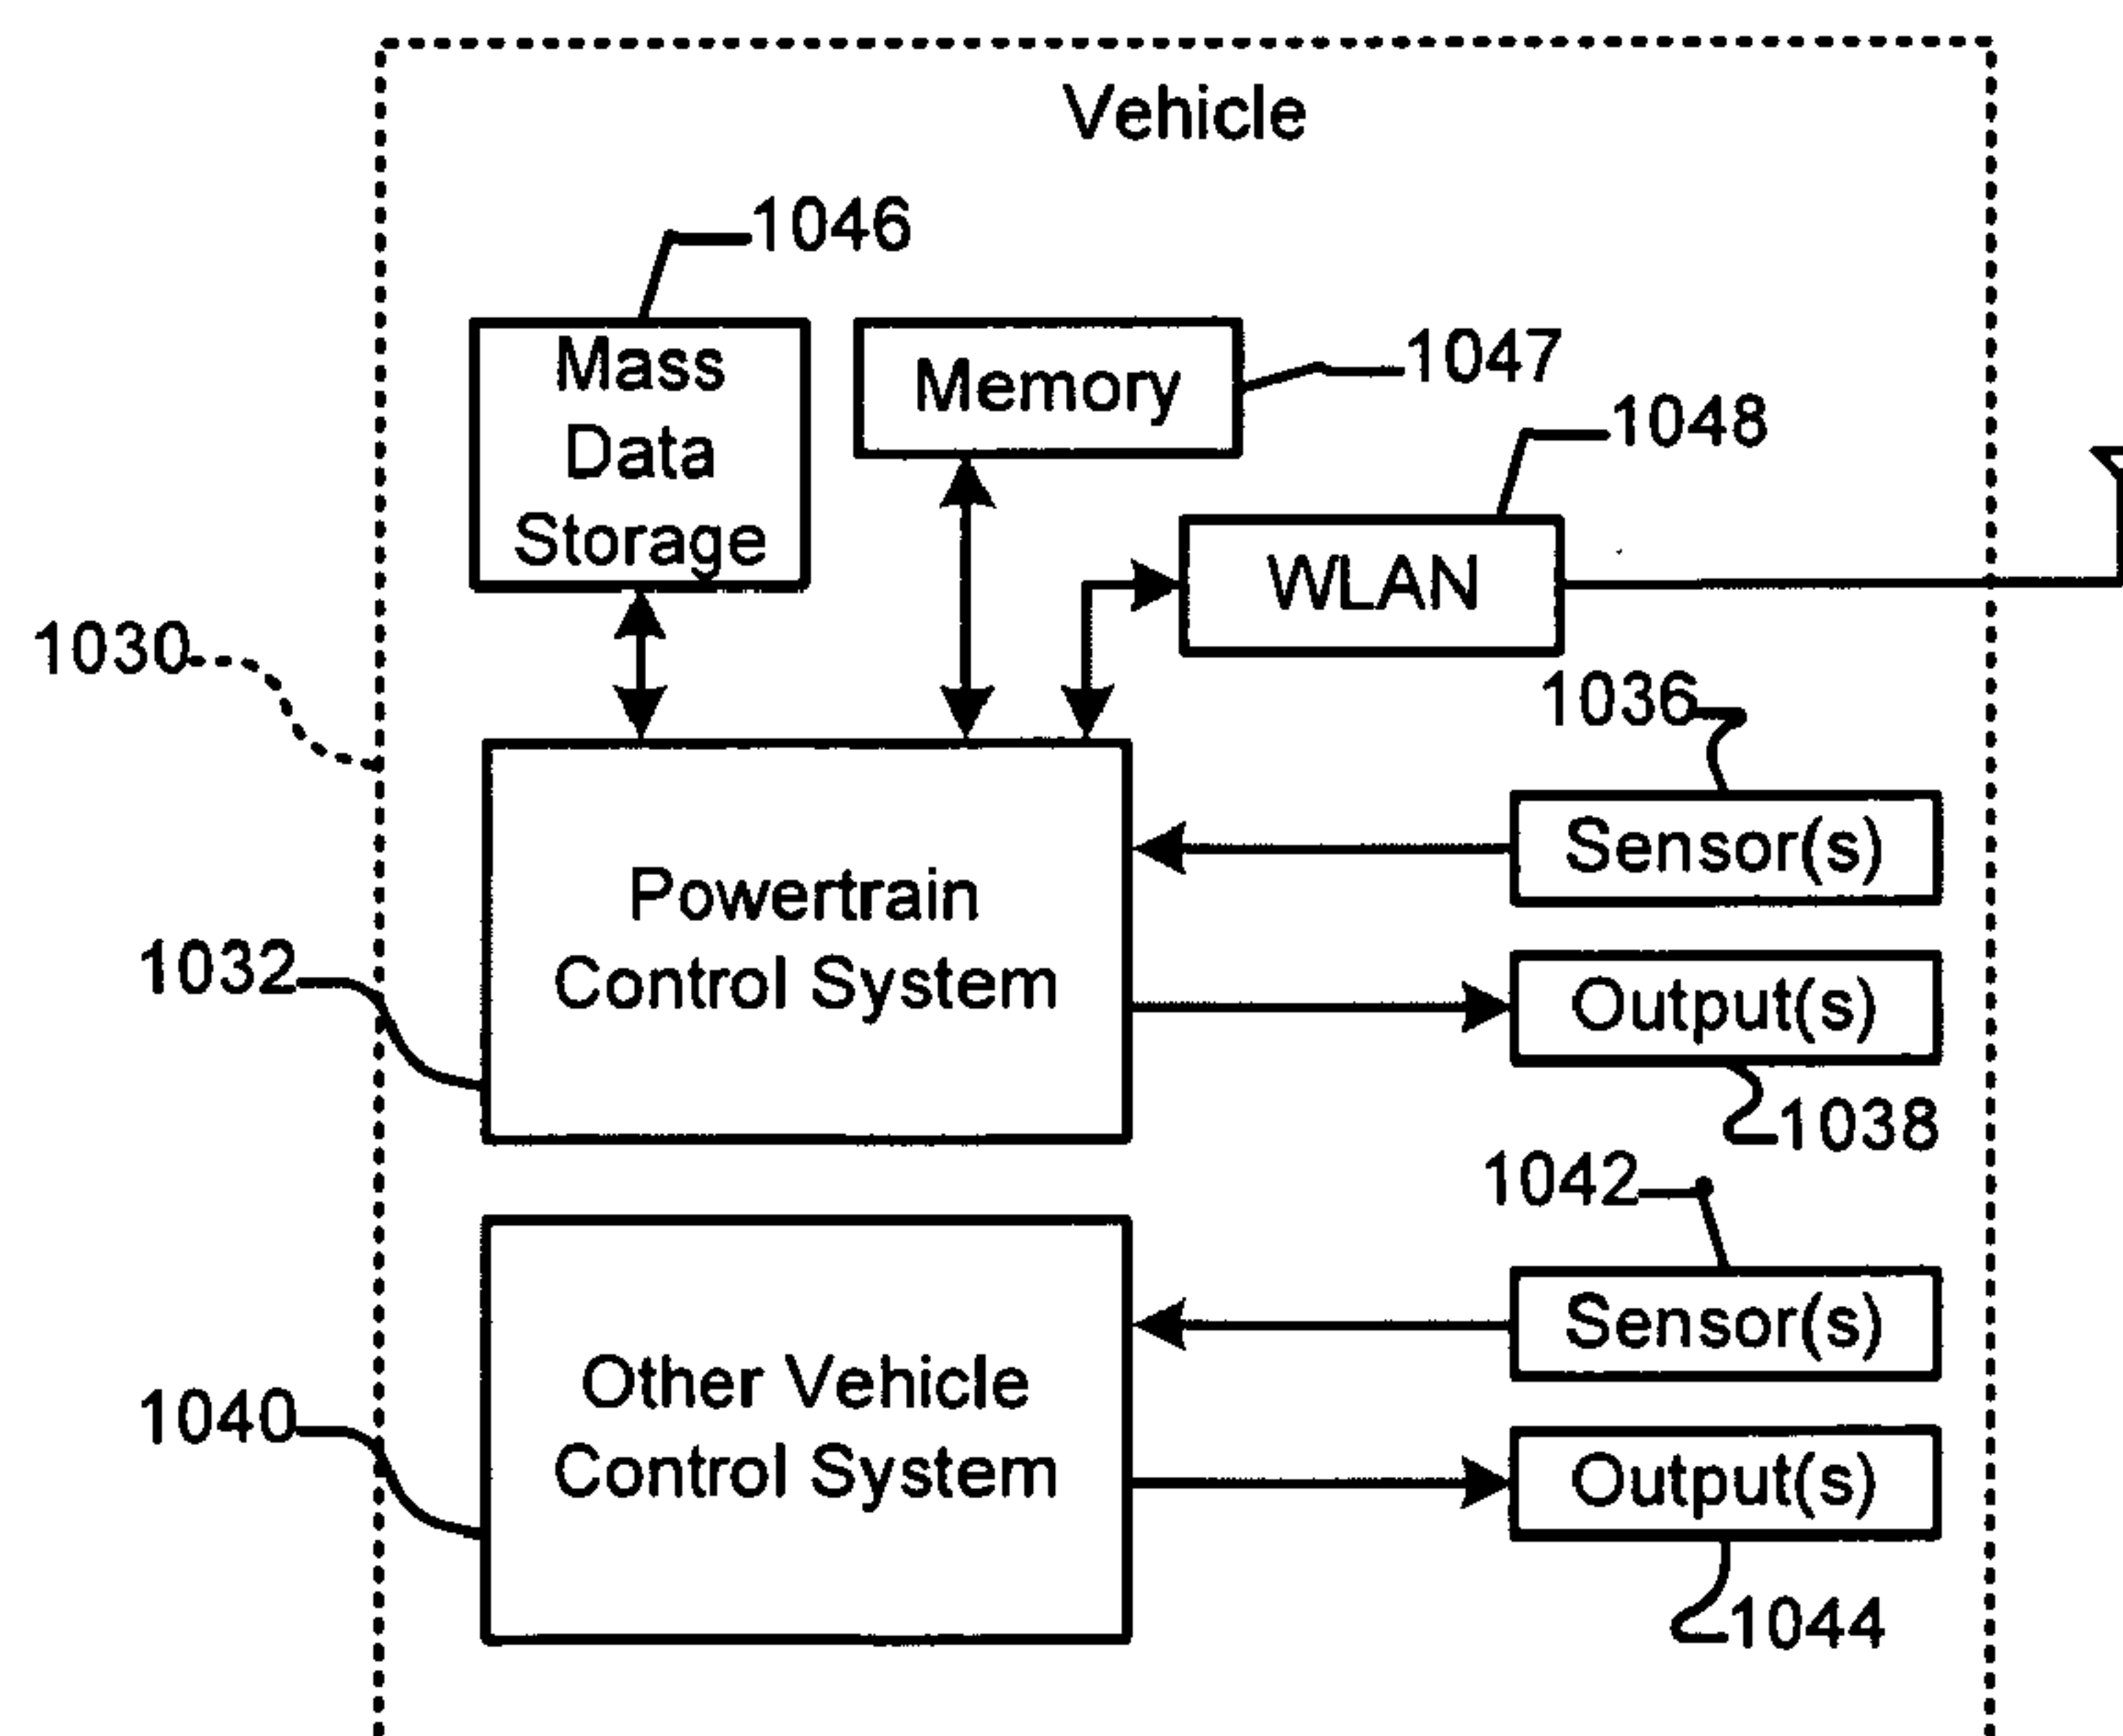 Vehicle
1046
Mass
Data
Storage
Memory
1047
1048
WLAN
1030
1036
Sensor(s)
Powertrain
Control System
1032
Output(s)
1038
1042
Sensor(s)
Other Vehicle
Control System
1040
Output(s)
1044